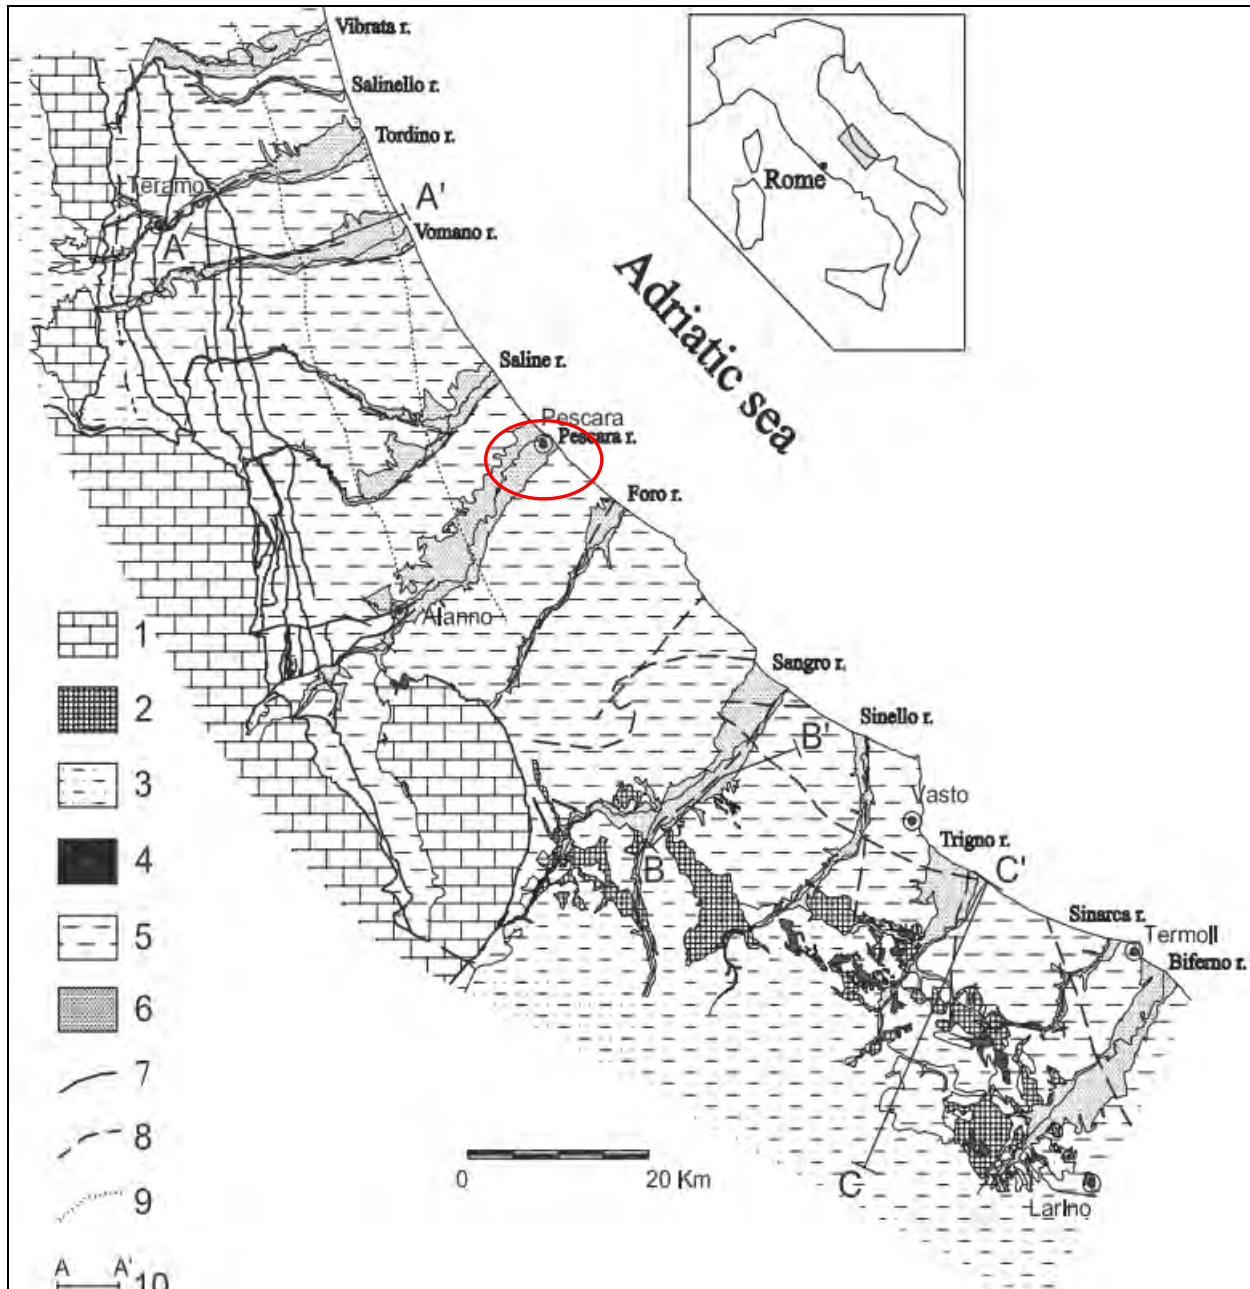 Vibrata r.
Salinello r.
Tordino r.
Teramo
A'
A
Vomano r.
Rome
Adriatic sea
Saline r.
Pescara
Pescara r.
Foro r.
Alanno
1
2
3
4
5
6
7
8
9
A A' 10
Sangro r.
Sinello r.
B'
Vasto
B
Trigno r.
C'
Sinarca r.
Termoli
Biferno r.
C
Larino
0 20 Km